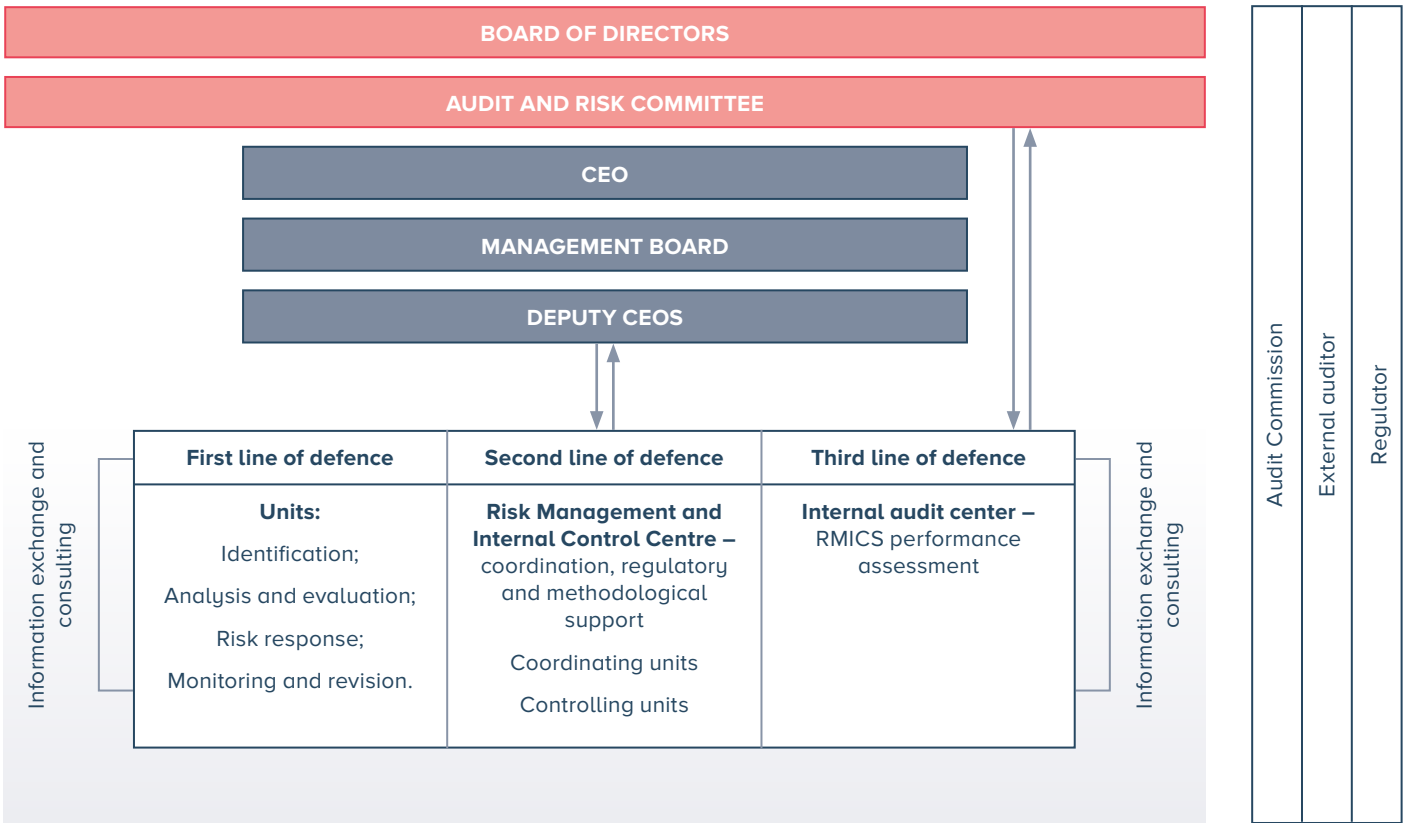 BOARD OF DIRECTORS
AUDIT AND RISK COMMITTEE
CEO
MANAGEMENT BOARD
DEPUTY CEOS
Information exchange and
consulting
First line of defence
Units:
Identification;
Analysis and evaluation;
Risk response;
Monitoring and revision.
Second line of defence
Risk Management and
Internal Control Centre –
coordination, regulatory
and methodological
support
Coordinating units
Controlling units
Third line of defence
Internal audit center –
RMICS performance
assessment
Information exchange and
consulting
Audit Commission
External auditor
Regulator